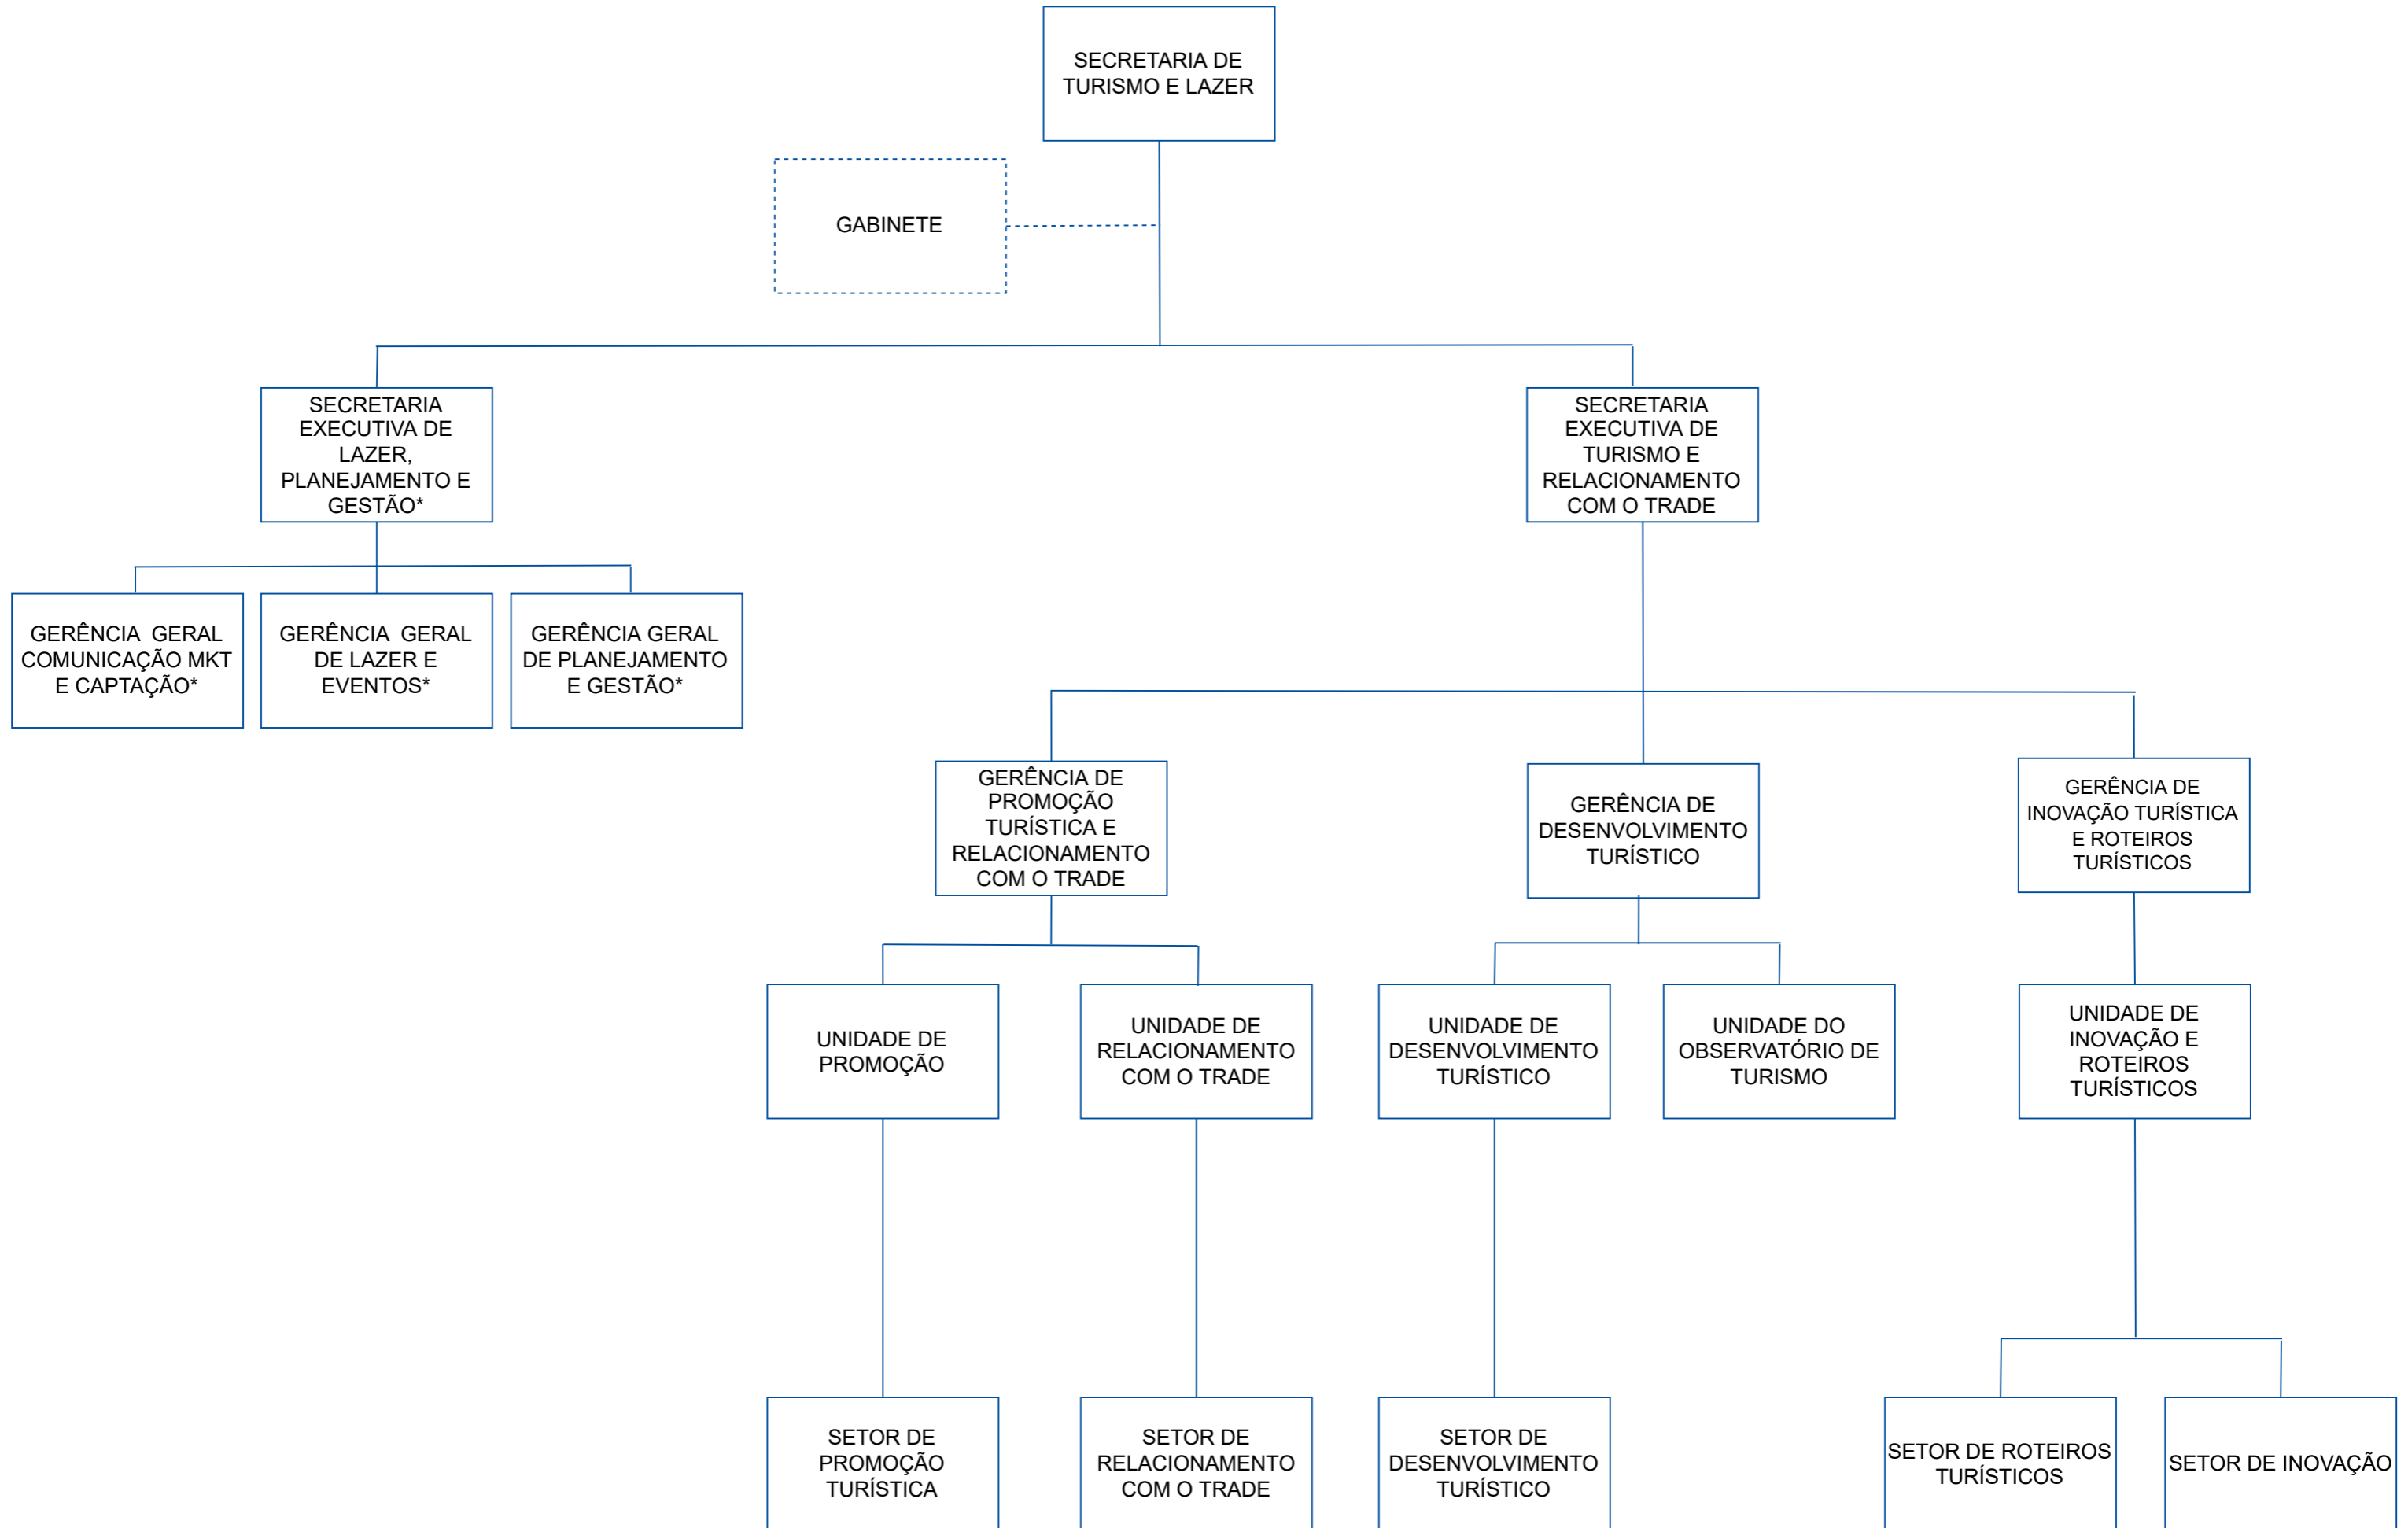 SECRETARIA DE
TURISMO E LAZER
GABINETE
SECRETARIA
EXECUTIVA DE
LAZER,
PLANEJAMENTO E
GESTÃO*
SECRETARIA
EXECUTIVA DE
TURISMO E
RELACIONAMENTO
COM O TRADE
GERÊNCIA GERAL
COMUNICAÇÃO MKT
E CAPTAÇÃO*
GERÊNCIA GERAL
DE LAZER E
EVENTOS*
GERÊNCIA GERAL
DE PLANEJAMENTO
E GESTÃO*
GERÊNCIA DE
PROMOÇÃO
TURÍSTICA E
RELACIONAMENTO
COM O TRADE
GERÊNCIA DE
DESENVOLVIMENTO
TURÍSTICO
GERÊNCIA DE
INOVAÇÃO TURÍSTICA
E ROTEIROS
TURÍSTICOS
UNIDADE DE
PROMOÇÃO
UNIDADE DE
RELACIONAMENTO
COM O TRADE
UNIDADE DE
DESENVOLVIMENTO
TURÍSTICO
UNIDADE DO
OBSERVATÓRIO DE
TURISMO
UNIDADE DE
INOVAÇÃO E
ROTEIROS
TURÍSTICOS
SETOR DE
PROMOÇÃO
TURÍSTICA
SETOR DE
RELACIONAMENTO
COM O TRADE
SETOR DE
DESENVOLVIMENTO
TURÍSTICO
SETOR DE ROTEIROS
TURÍSTICOS
SETOR DE INOVAÇÃO